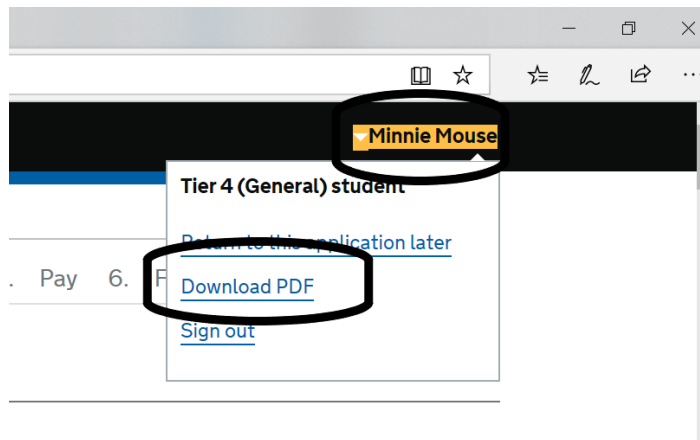 Minnie Mouse
Tier 4 (General) student
Return to this application later
. Pay 6. F
Download PDF
Sign out